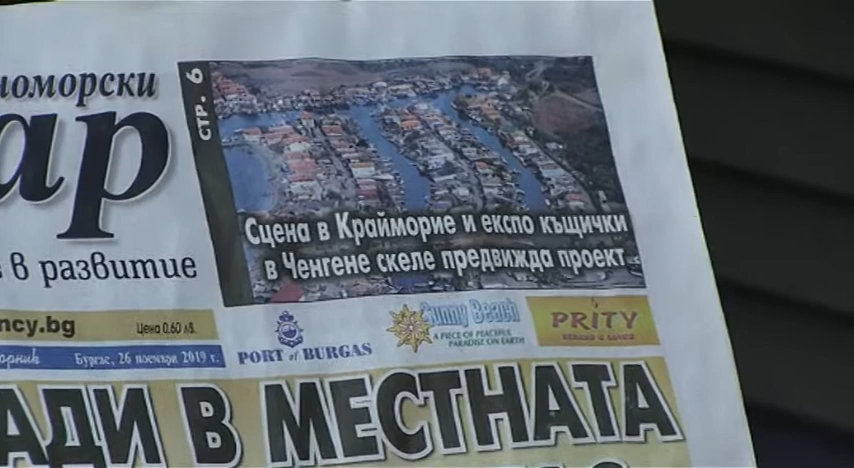 номорски
ар
в развитие
СТР. 6
Сцена в Крайморие и експо къщички
в Ченгене скеле предвижда проект
ncy.bg
Цена 0.60 лв.
Бургас, 26 ноември 2019 г.
PORT of BURGAS
Sunny Beach
A PIECE OF PEACEFUL
PARADISE ON EARTH
PRITY
АДИ В МЕСТНАТА